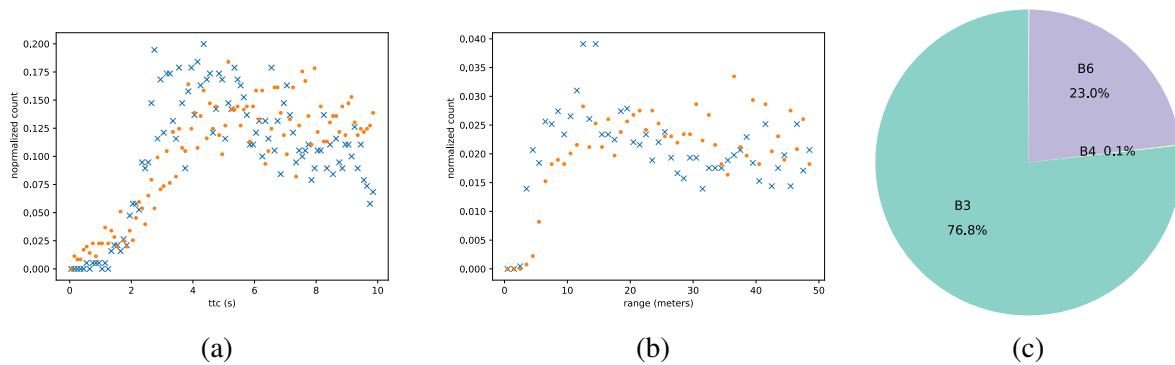 0.200
0.175
0.150
0.125
0.100
0.075
0.050
0.025
0.000
noprmalized count
0 2 4 6 8 10
ttc (s)
(a)
0.040
0.035
0.030
0.025
0.020
0.015
0.010
0.005
0.000
normalized count
0 10 20 30 40 50
range (meters)
(b)
B6
23.0%
B4 0.1%
B3
76.8%
(c)